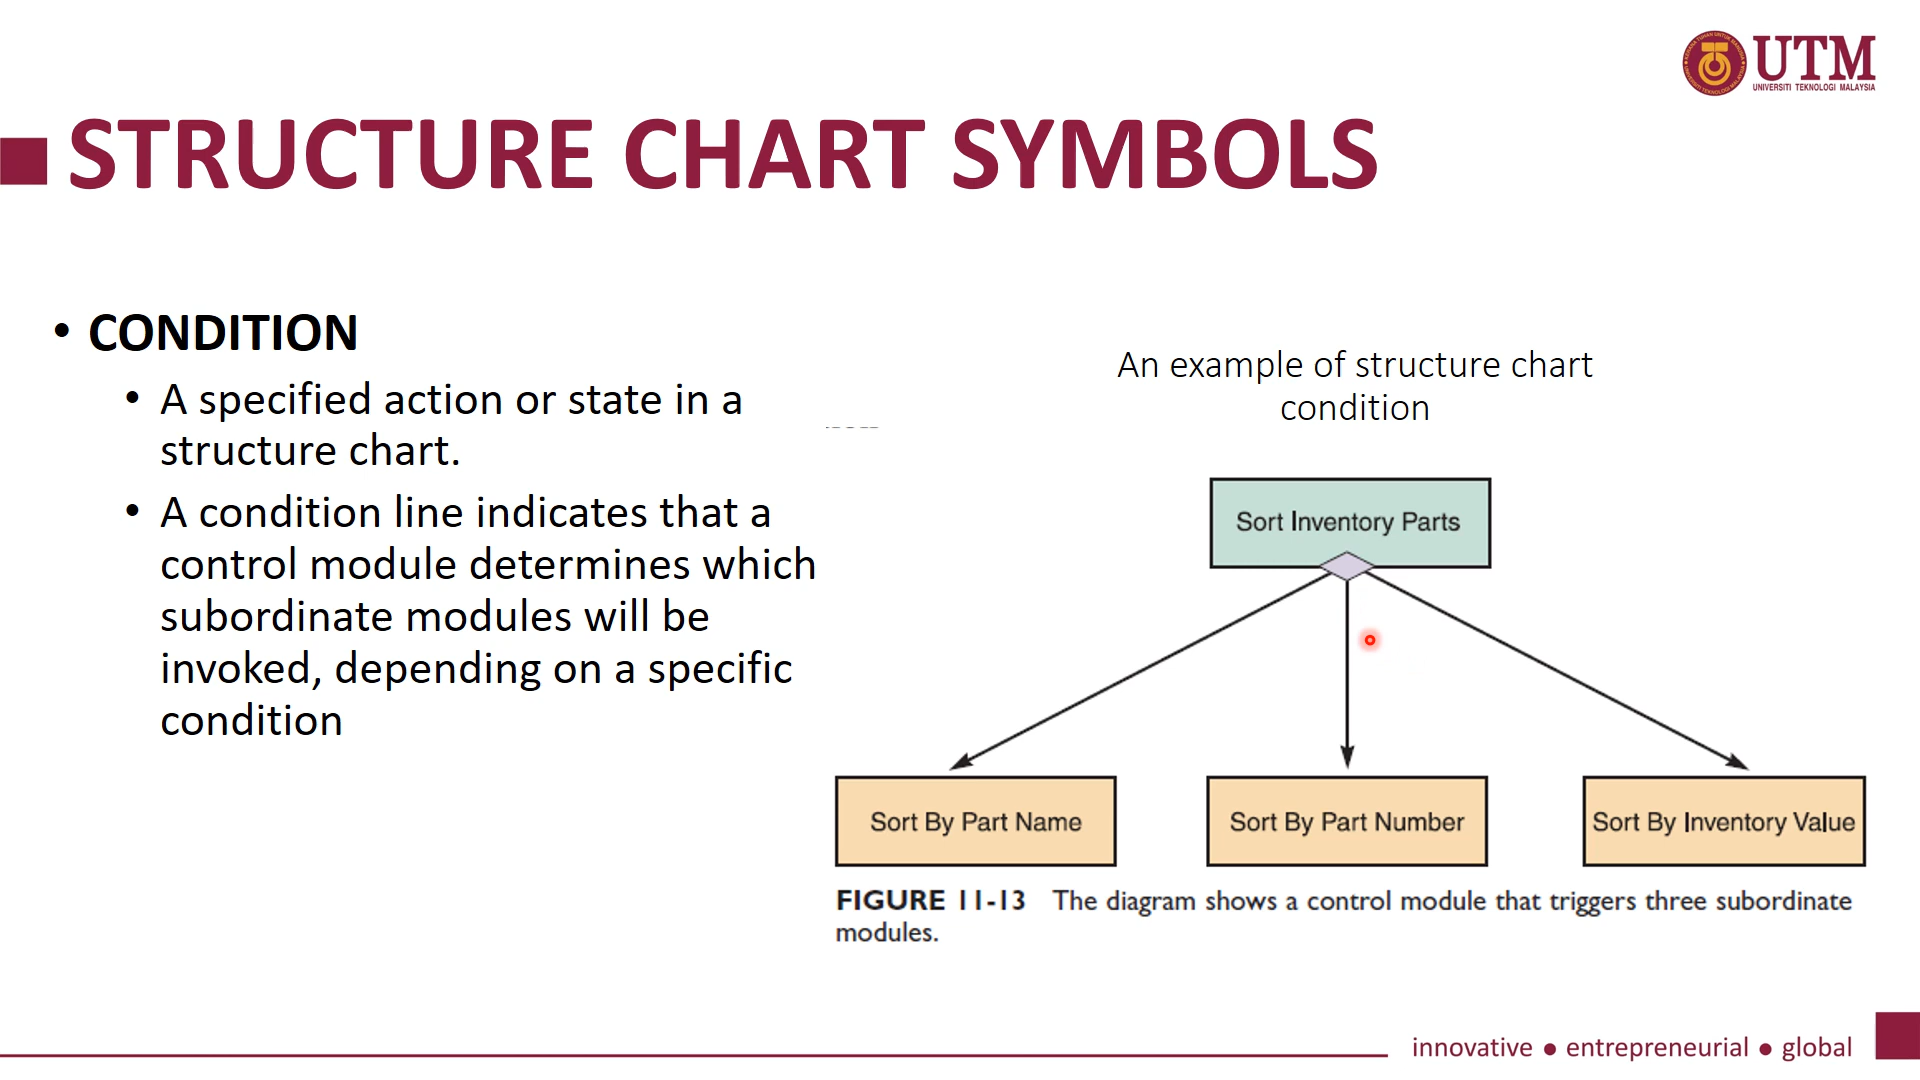 UTM
UNIVERSITI TEKNOLOGI MALAYSIA
STRUCTURE CHART SYMBOLS
• CONDITION
• A specified action or state in a
structure chart.
• A condition line indicates that a
control module determines which
subordinate modules will be
invoked, depending on a specific
condition
An example of structure chart
condition
Sort Inventory Parts
Sort By Part Name
Sort By Part Number
Sort By Inventory Value
FIGURE 11-13 The diagram shows a control module that triggers three subordinate
modules.
innovative ● entrepreneurial ● global